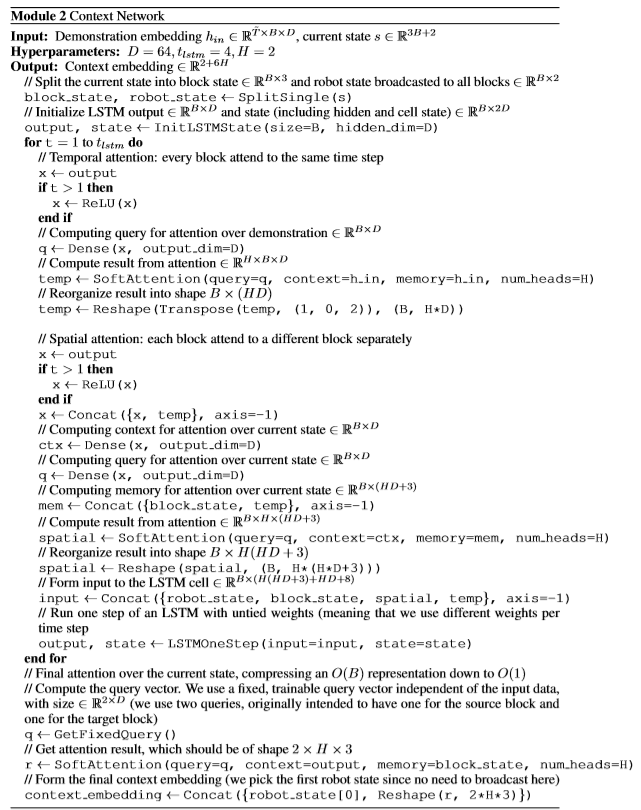 Module 2 Context Network
Input: Demonstration embedding h_in ∈ ℝ^{T̃×B×D}, current state s ∈ ℝ^{3B+2}
Hyperparameters: D = 64, t_lstm = 4, H = 2
Output: Context embedding ∈ ℝ^{2+6H}
// Split the current state into block state ∈ ℝ^{B×3} and robot state broadcasted to all blocks ∈ ℝ^{B×2}
block_state, robot_state ← SplitSingle(s)
// Initialize LSTM output ∈ ℝ^{B×D} and state (including hidden and cell state) ∈ ℝ^{B×2D}
output, state ← InitLSTMState(size=B, hidden_dim=D)
for t = 1 to t_lstm do
// Temporal attention: every block attend to the same time step
x ← output
if t > 1 then
x ← ReLU(x)
end if
// Computing query for attention over demonstration ∈ ℝ^{B×D}
q ← Dense(x, output_dim=D)
// Compute result from attention ∈ ℝ^{H×B×D}
temp ← SoftAttention(query=q, context=h_in, memory=h_in, num_heads=H)
// Reorganize result into shape B × (HD)
temp ← Reshape(Transpose(temp, (1, 0, 2)), (B, H*D))
// Spatial attention: each block attend to a different block separately
x ← output
if t > 1 then
x ← ReLU(x)
end if
x ← Concat({x, temp}, axis=-1)
// Computing context for attention over current state ∈ ℝ^{B×D}
ctx ← Dense(x, output_dim=D)
// Computing query for attention over current state ∈ ℝ^{B×D}
q ← Dense(x, output_dim=D)
// Computing memory for attention over current state ∈ ℝ^{B×(HD+3)}
mem ← Concat({block_state, temp}, axis=-1)
// Compute result from attention ∈ ℝ^{B×H×(HD+3)}
spatial ← SoftAttention(query=q, context=ctx, memory=mem, num_heads=H)
// Reorganize result into shape B × H(HD + 3)
spatial ← Reshape(spatial, (B, H*(H*D+3)))
// Form input to the LSTM cell ∈ ℝ^{B×(H(HD+3)+HD+8)}
input ← Concat({robot_state, block_state, spatial, temp}, axis=-1)
// Run one step of an LSTM with untied weights (meaning that we use different weights per
time step
output, state ← LSTMOneStep(input=input, state=state)
end for
// Final attention over the current state, compressing an O(B) representation down to O(1)
// Compute the query vector. We use a fixed, trainable query vector independent of the input data,
with size ∈ ℝ^{2×D} (we use two queries, originally intended to have one for the source block and
one for the target block)
q ← GetFixedQuery()
// Get attention result, which should be of shape 2 × H × 3
r ← SoftAttention(query=q, context=output, memory=block_state, num_heads=H)
// Form the final context embedding (we pick the first robot state since no need to broadcast here)
context_embedding ← Concat({robot_state[0], Reshape(r, 2*H*3)})